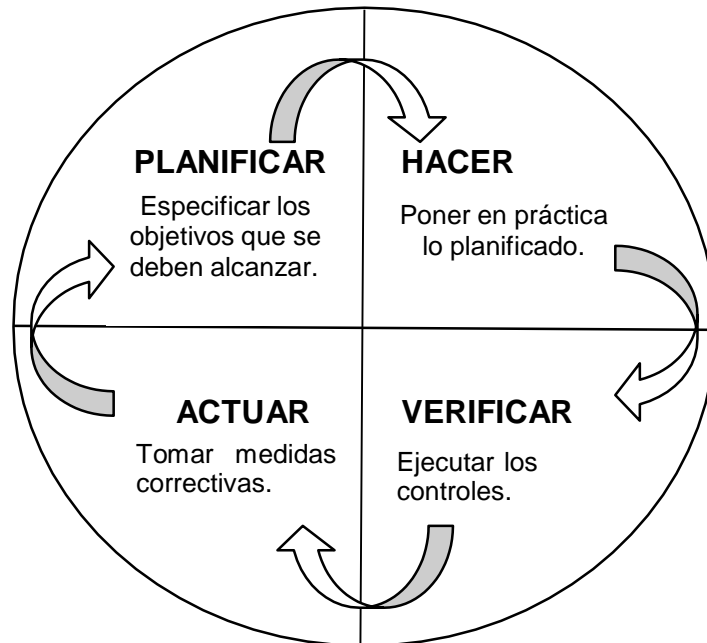 PLANIFICAR
Especificar los
objetivos que se
deben alcanzar.
HACER
Poner en práctica
lo planificado.
ACTUAR
Tomar medidas
correctivas.
VERIFICAR
Ejecutar los
controles.